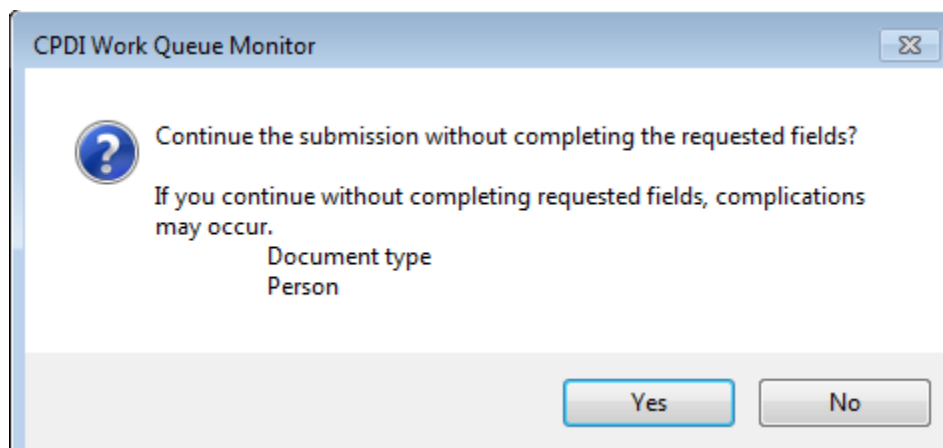 CPDI Work Queue Monitor
Continue the submission without completing the requested fields?
If you continue without completing requested fields, complications
may occur.
Document type
Person
Yes
No